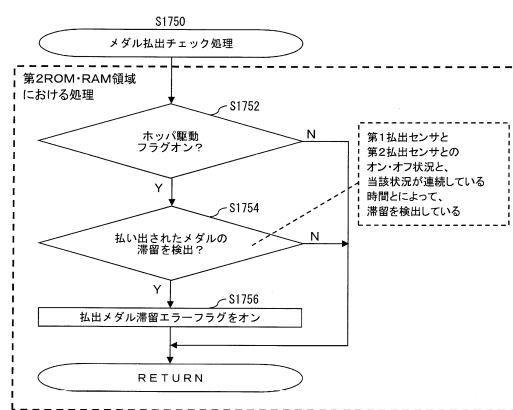 S1750
メダル払出チェック処理
第2ROM・RAM領域
における処理
S1752
ホッパ駆動
フラグオン?
N
Y
第1払出センサと
第2払出センサとの
オン・オフ状況と、
当該状況が連続している
時間とによって、
滞留を検出している
S1754
払い出されたメダルの
滞留を検出?
N
Y
S1756
払出メダル滞留エラーフラグをオン
RETURN